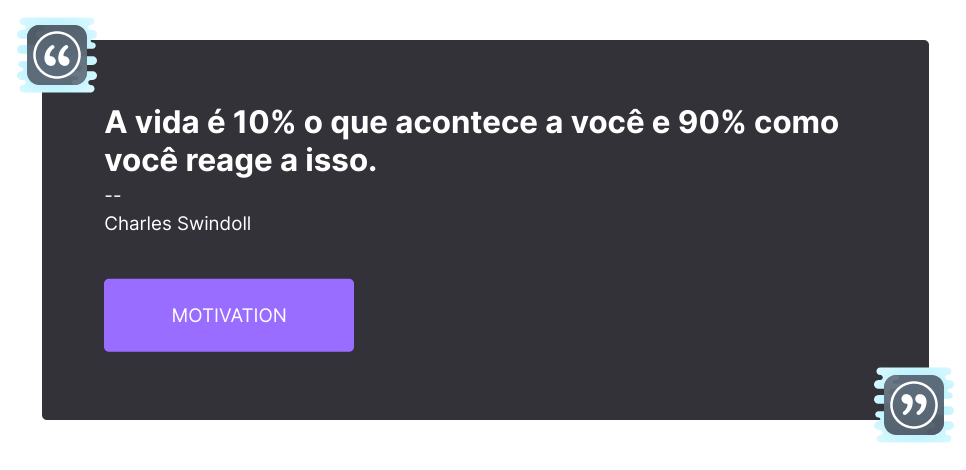 A vida é 10% o que acontece a você e 90% como
você reage a isso.
--
Charles Swindoll
MOTIVATION